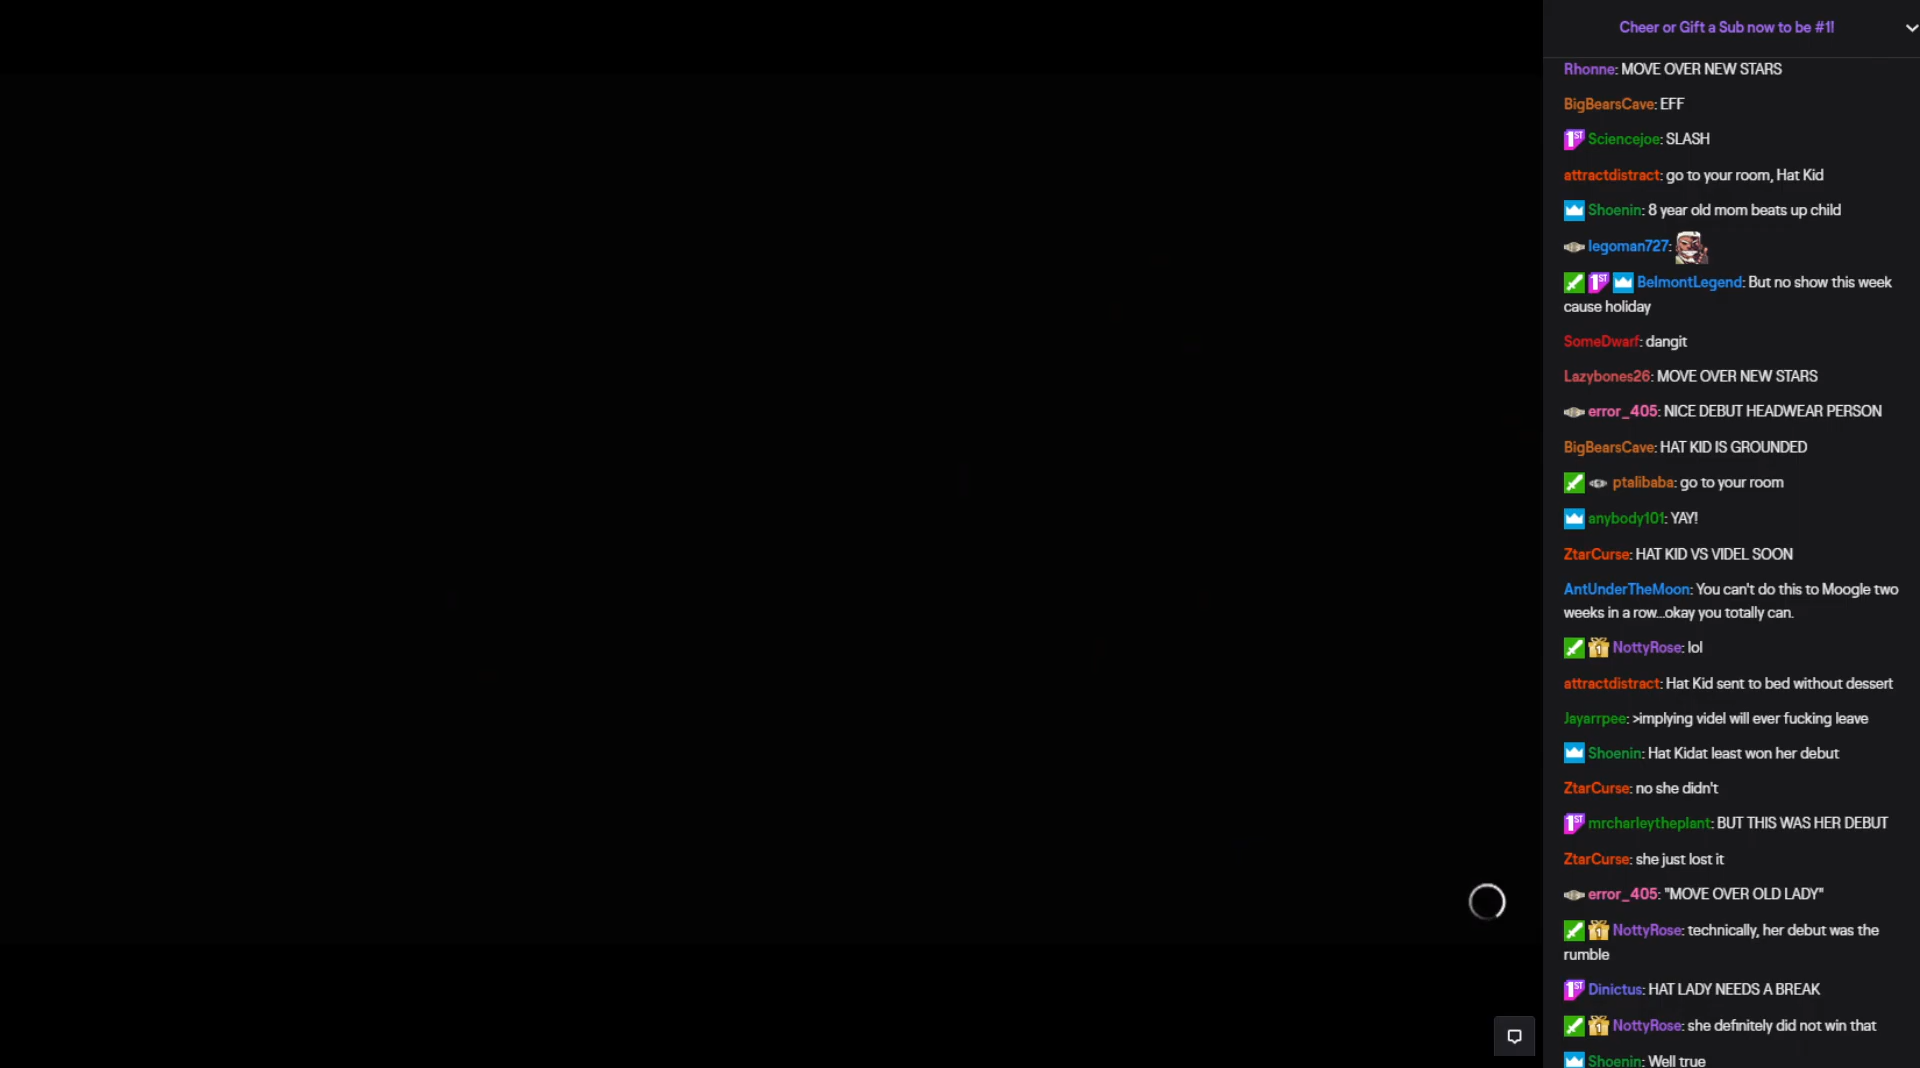 Cheer or Gift a Sub now to be #1!
Rhonne: MOVE OVER NEW STARS
BigBearsCave: EFF
1ST Sciencejoe: SLASH
attractdistract: go to your room, Hat Kid
Shoenin: 8 year old mom beats up child
legoman727:
1ST BelmontLegend: But no show this week
cause holiday
SomeDwarf: dangit
Lazybones26: MOVE OVER NEW STARS
error_405: NICE DEBUT HEADWEAR PERSON
BigBearsCave: HAT KID IS GROUNDED
ptalibaba: go to your room
anybody101: YAY!
ZtarCurse: HAT KID VS VIDEL SOON
AntUnderTheMoon: You can't do this to Moogle two
weeks in a row...okay you totally can.
1 NottyRose: lol
attractdistract: Hat Kid sent to bed without dessert
Jayarrpee: >implying videl will ever fucking leave
Shoenin: Hat Kidat least won her debut
ZtarCurse: no she didn't
1ST mrcharleytheplant: BUT THIS WAS HER DEBUT
ZtarCurse: she just lost it
error_405: "MOVE OVER OLD LADY"
1 NottyRose: technically, her debut was the
rumble
1ST Dinictus: HAT LADY NEEDS A BREAK
1 NottyRose: she definitely did not win that
Shoenin: Well true